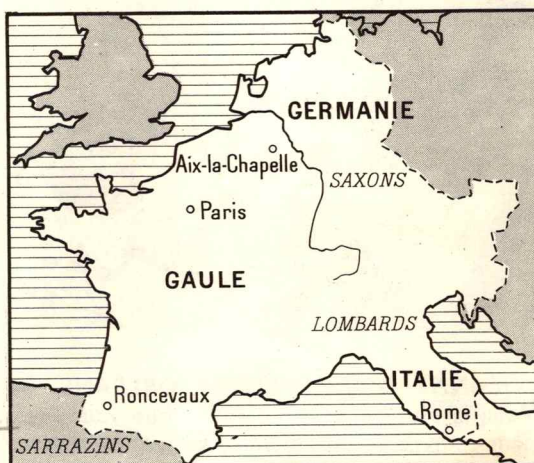 GERMANIE
Aix-la-Chapelle
SAXONS
Paris
GAULE
LOMBARDS
ITALIE
Roncevaux
Rome
SARRAZINS